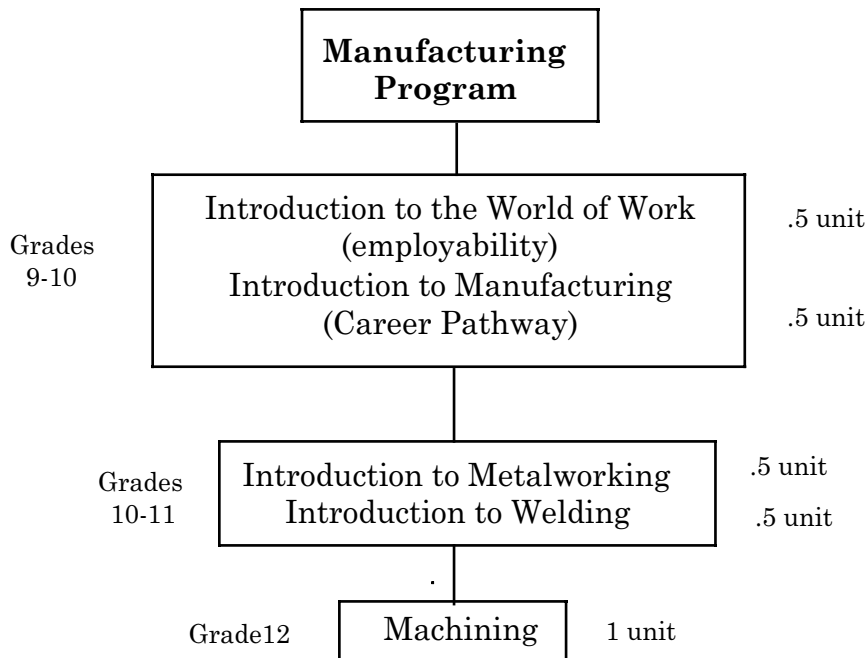 Manufacturing
Program
Introduction to the World of Work
.5 unit
(employability)
Grades
9-10
Introduction to Manufacturing
(Career Pathway)
.5 unit
Introduction to Metalworking
.5 unit
Grades
10-11
Introduction to Welding
.5 unit
.
Grade12
Machining
1 unit